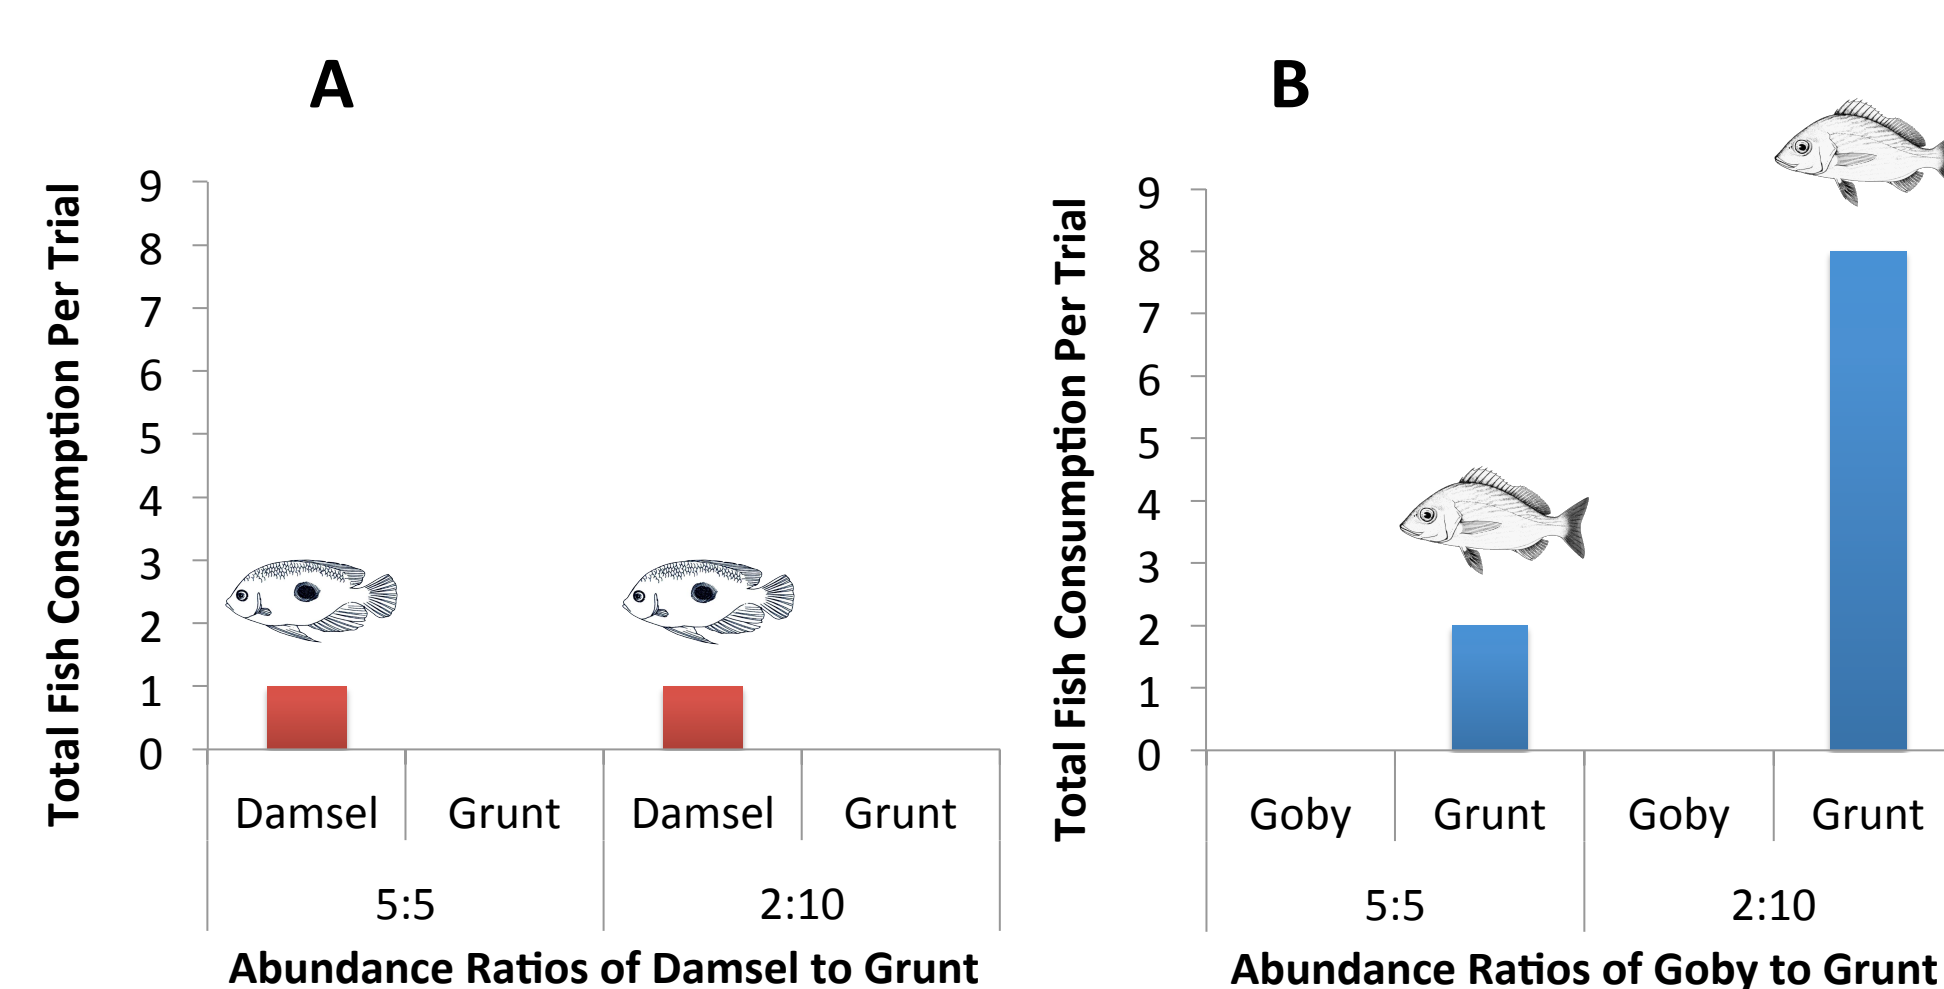 A
Total Fish Consumption Per Trial
9
8
7
6
5
4
3
2
1
0
Damsel Grunt Damsel Grunt
5:5 2:10
Abundance Ratios of Damsel to Grunt
B
Total Fish Consumption Per Trial
9
8
7
6
5
4
3
2
1
0
Goby Grunt Goby Grunt
5:5 2:10
Abundance Ratios of Goby to Grunt